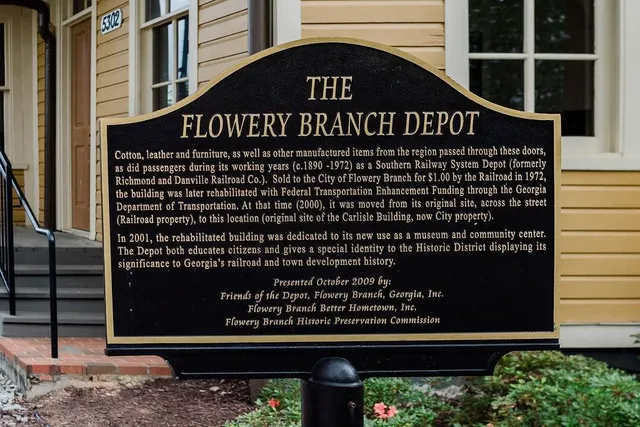 5302
THE
FLOWERY BRANCH DEPOT
Cotton, leather and furniture, as well as other manufactured items from the region passed through these doors,
as did passengers during its working years (c.1890 -1972) as a Southern Railway System Depot (formerly
Richmond and Danville Railroad Co.). Sold to the City of Flowery Branch for $1.00 by the Railroad in 1972,
the building was later rehabilitated with Federal Transportation Enhancement Funding through the Georgia
Department of Transportation. At that time (2000), it was moved from its original site, across the street
(Railroad property), to this location (original site of the Carlisle Building, now City property).
In 2001, the rehabilitated building was dedicated to its new use as a museum and community center.
The Depot both educates citizens and gives a special identity to the Historic District displaying its
significance to Georgia's railroad and town development history.
Presented October 2009 by:
Friends of the Depot, Flowery Branch, Georgia, Inc.
Flowery Branch Better Hometown, Inc.
Flowery Branch Historic Preservation Commission